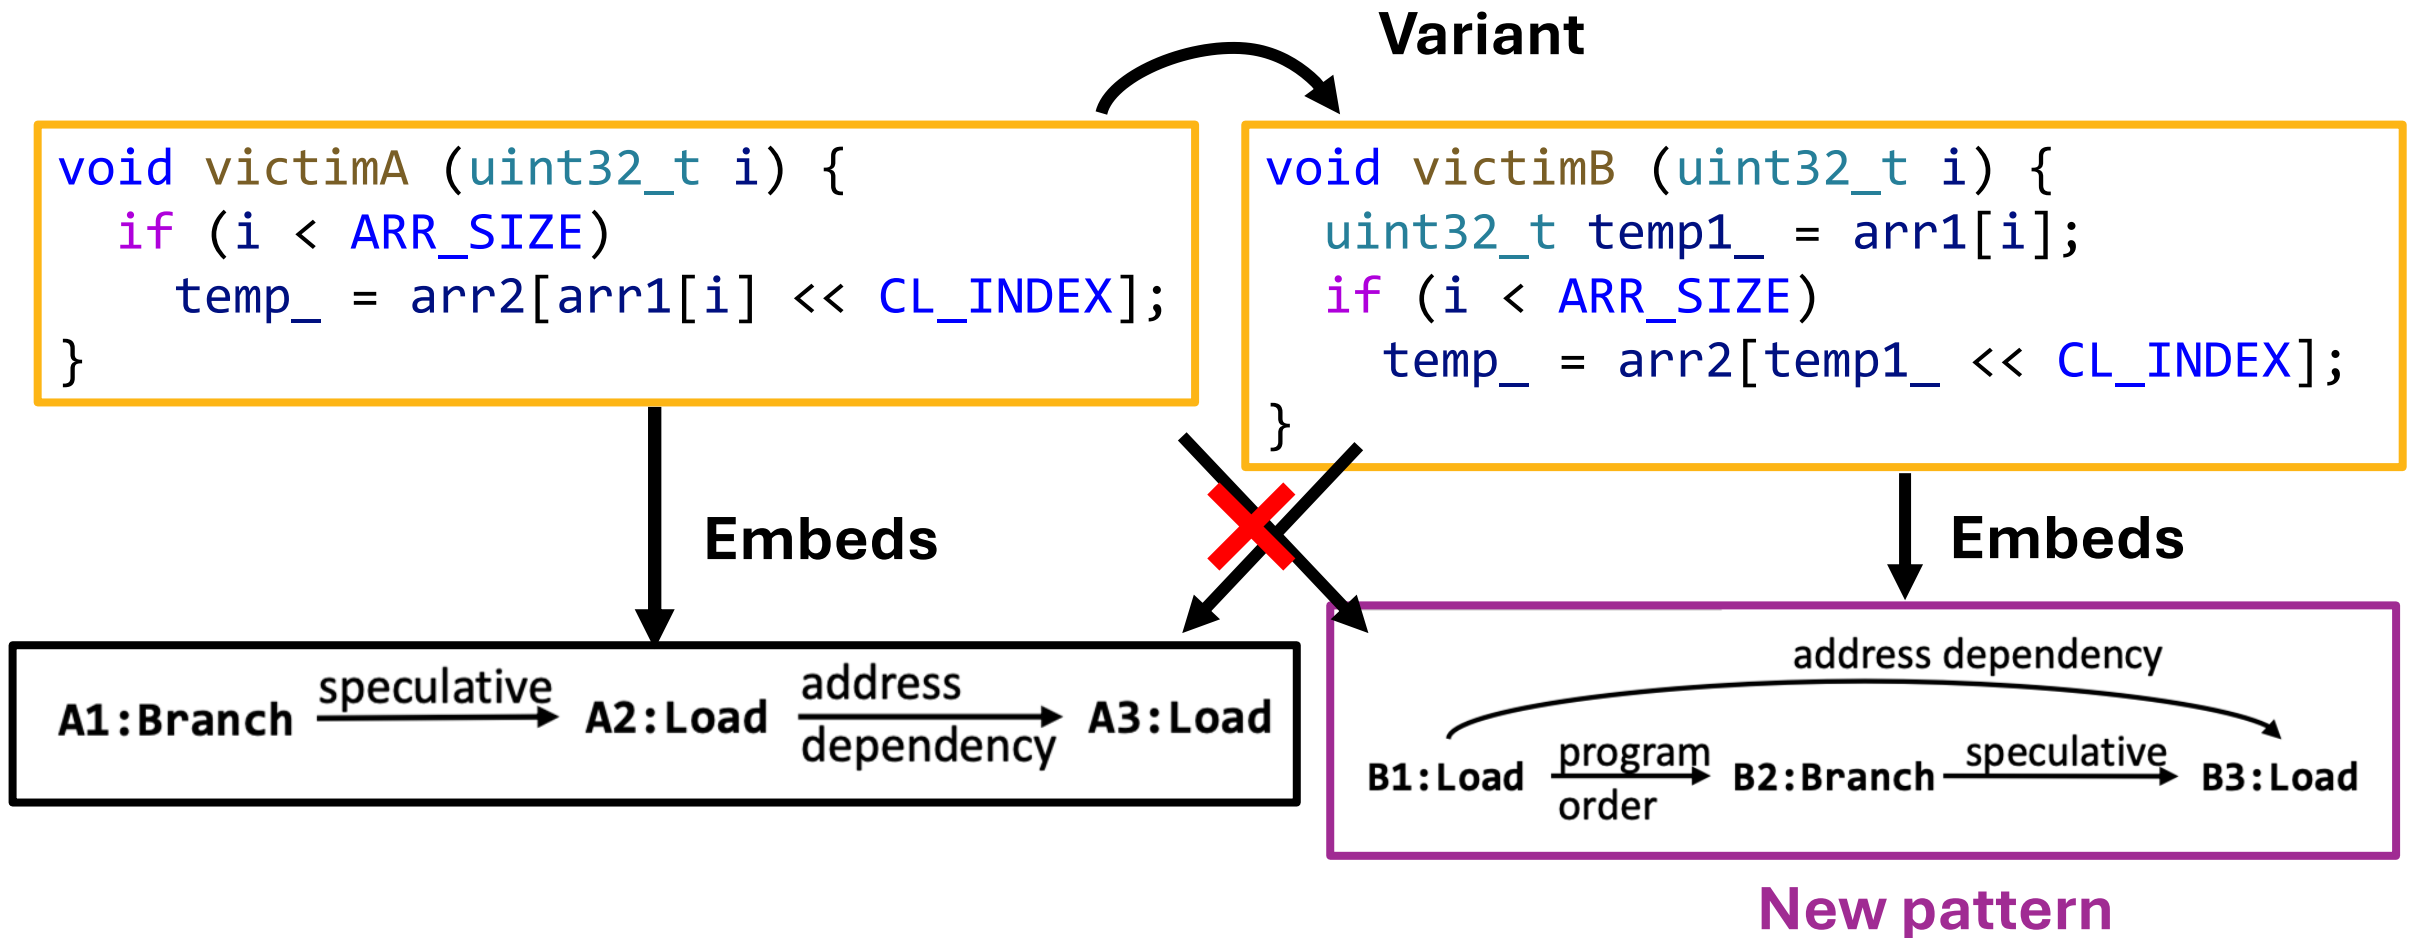 Variant
void victimA (uint32_t i) {
  if (i < ARR_SIZE)
    temp_ = arr2[arr1[i] << CL_INDEX];
}
void victimB (uint32_t i) {
  uint32_t temp1_ = arr1[i];
  if (i < ARR_SIZE)
    temp_ = arr2[temp1_ << CL_INDEX];
}
Embeds
Embeds
A1:Branch speculative A2:Load address A3:Load
dependency
address dependency
B1:Load program B2:Branch speculative B3:Load
order
New pattern